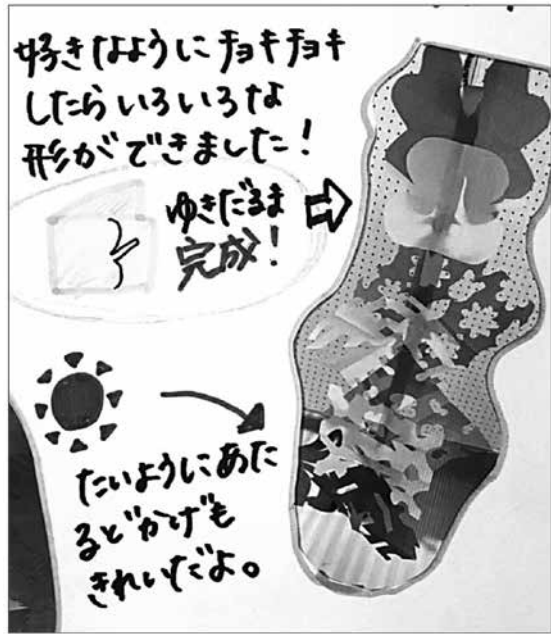 好きなようにチョキチョキ
したらいろいろな
形ができました！
ゆきだるま
完成！
たいようにあた
るとかげも
きれいだよ。